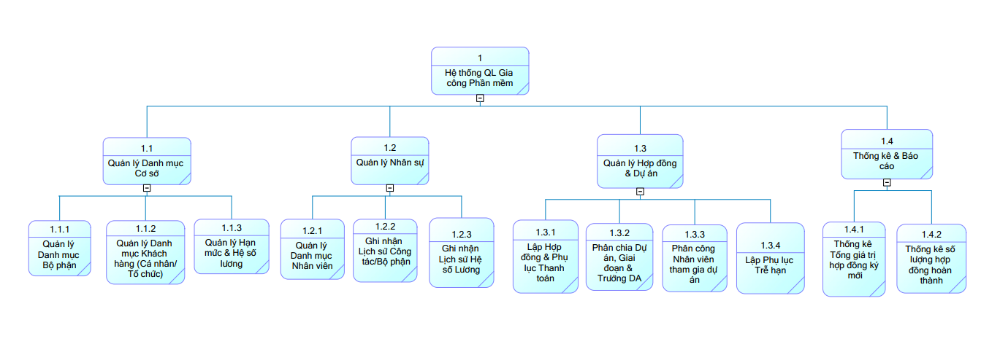 1
Hệ thống QL Gia
công Phần mềm
1.1
Quản lý Danh mục
Cơ sở
1.2
Quản lý Nhân sự
1.3
Quản lý Hợp đồng
& Dự án
1.4
Thống kê & Báo
cáo
1.1.1
Quản lý
Danh mục
Bộ phận
1.1.2
Quản lý Danh
mục Khách
hàng (Cá nhân/
Tổ chức)
1.1.3
Quản lý Hạn
mức & Hệ số
lương
1.2.1
Quản lý
Danh mục
Nhân viên
1.2.2
Ghi nhận
Lịch sử Công
tác/Bộ phận
1.2.3
Ghi nhận
Lịch sử Hệ
số Lương
1.3.1
Lập Hợp
đồng & Phụ
lục Thanh
toán
1.3.2
Phân chia Dự
án, Giai
đoạn &
Trưởng DA
1.3.3
Phân công
Nhân viên
tham gia dự
án
1.3.4
Lập Phụ lục
Trễ hạn
1.4.1
Thống kê
Tổng giá trị
hợp đồng ký
mới
1.4.2
Thống kê số
lượng hợp
đồng hoàn
thành